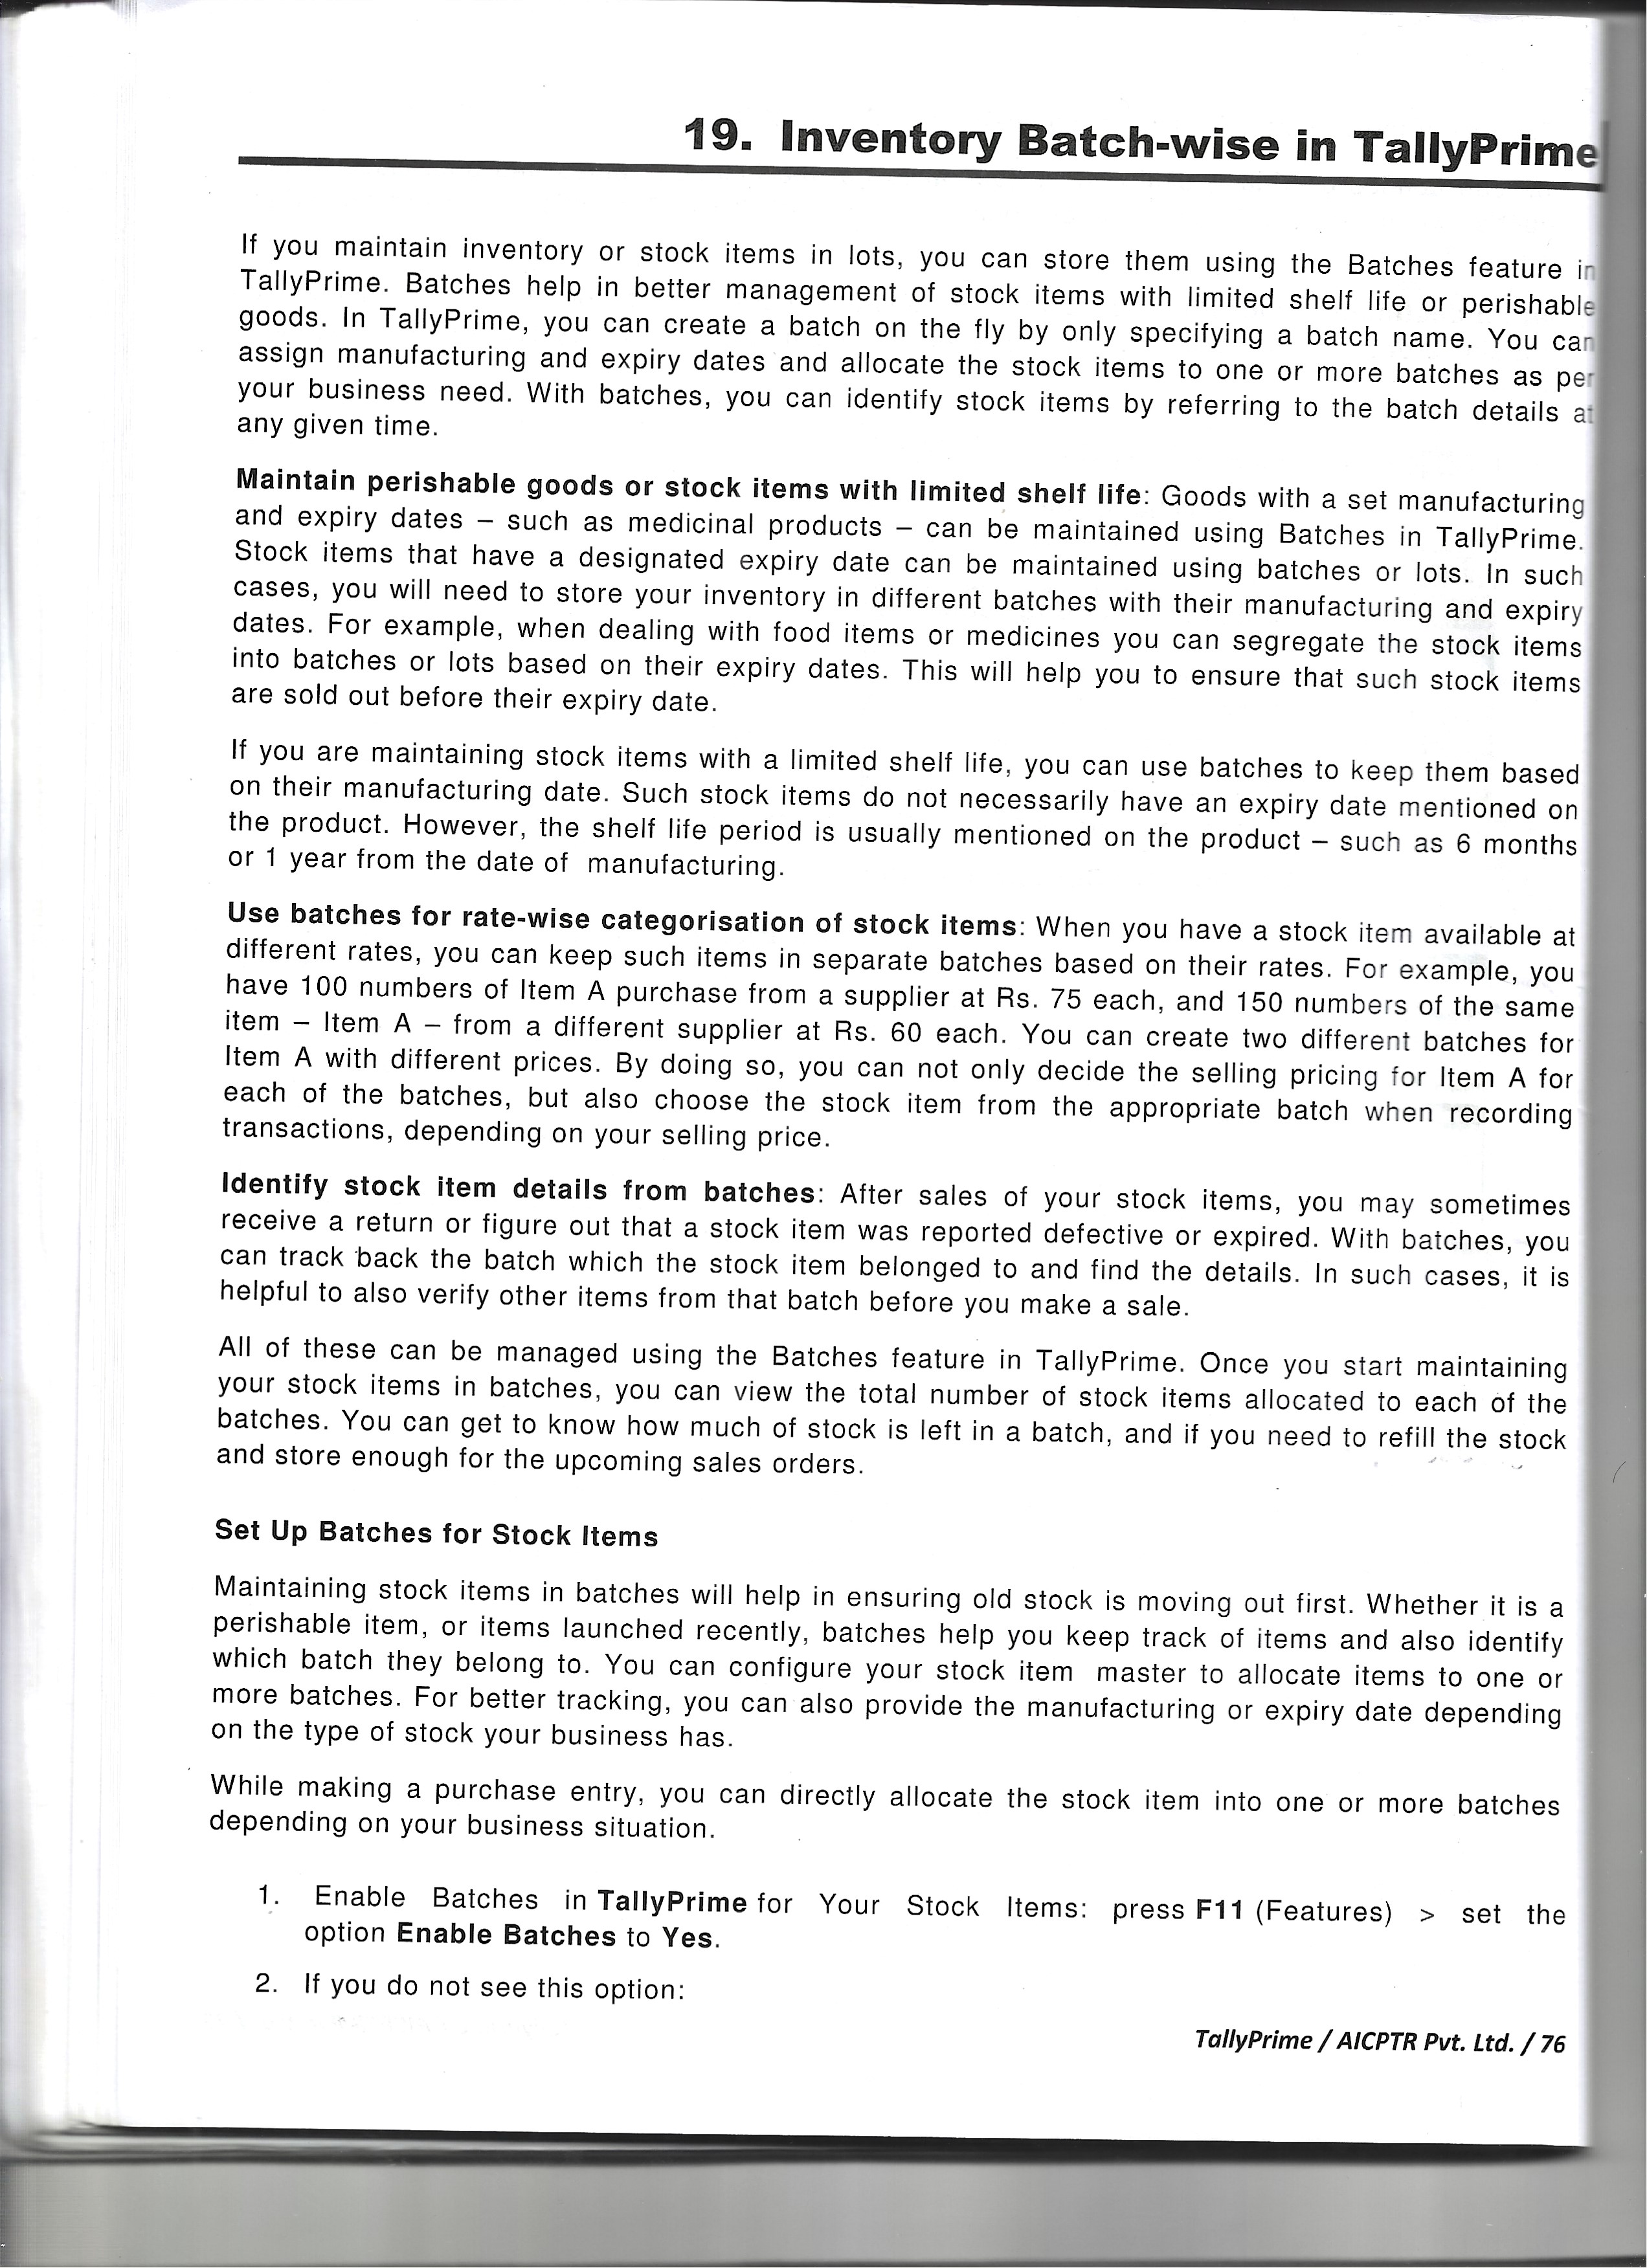 19. Inventory Batch-wise in TallyPrime
If you maintain inventory or stock items in lots, you can store them using the Batches feature in
TallyPrime. Batches help in better management of stock items with limited shelf life or perishable
goods. In TallyPrime, you can create a batch on the fly by only specifying a batch name. You can
assign manufacturing and expiry dates and allocate the stock items to one or more batches as per
your business need. With batches, you can identify stock items by referring to the batch details at
any given time.
Maintain perishable goods or stock items with limited shelf life: Goods with a set manufacturing
and expiry dates – such as medicinal products – can be maintained using Batches in TallyPrime.
Stock items that have a designated expiry date can be maintained using batches or lots. In such
cases, you will need to store your inventory in different batches with their manufacturing and expiry
dates. For example, when dealing with food items or medicines you can segregate the stock items
into batches or lots based on their expiry dates. This will help you to ensure that such stock items
are sold out before their expiry date.
If you are maintaining stock items with a limited shelf life, you can use batches to keep them based
on their manufacturing date. Such stock items do not necessarily have an expiry date mentioned on
the product. However, the shelf life period is usually mentioned on the product – such as 6 months
or 1 year from the date of manufacturing.
Use batches for rate-wise categorisation of stock items: When you have a stock item available at
different rates, you can keep such items in separate batches based on their rates. For example, you
have 100 numbers of Item A purchase from a supplier at Rs. 75 each, and 150 numbers of the same
item – Item A – from a different supplier at Rs. 60 each. You can create two different batches for
Item A with different prices. By doing so, you can not only decide the selling pricing for Item A for
each of the batches, but also choose the stock item from the appropriate batch when recording
transactions, depending on your selling price.
Identify stock item details from batches: After sales of your stock items, you may sometimes
receive a return or figure out that a stock item was reported defective or expired. With batches, you
can track back the batch which the stock item belonged to and find the details. In such cases, it is
helpful to also verify other items from that batch before you make a sale.
All of these can be managed using the Batches feature in TallyPrime. Once you start maintaining
your stock items in batches, you can view the total number of stock items allocated to each of the
batches. You can get to know how much of stock is left in a batch, and if you need to refill the stock
and store enough for the upcoming sales orders.
Set Up Batches for Stock Items
Maintaining stock items in batches will help in ensuring old stock is moving out first. Whether it is a
perishable item, or items launched recently, batches help you keep track of items and also identify
which batch they belong to. You can configure your stock item master to allocate items to one or
more batches. For better tracking, you can also provide the manufacturing or expiry date depending
on the type of stock your business has.
While making a purchase entry, you can directly allocate the stock item into one or more batches
depending on your business situation.
1. Enable Batches in TallyPrime for Your Stock Items: press F11 (Features) > set the
option Enable Batches to Yes.
2. If you do not see this option:
TallyPrime / AICPTR Pvt. Ltd. / 76